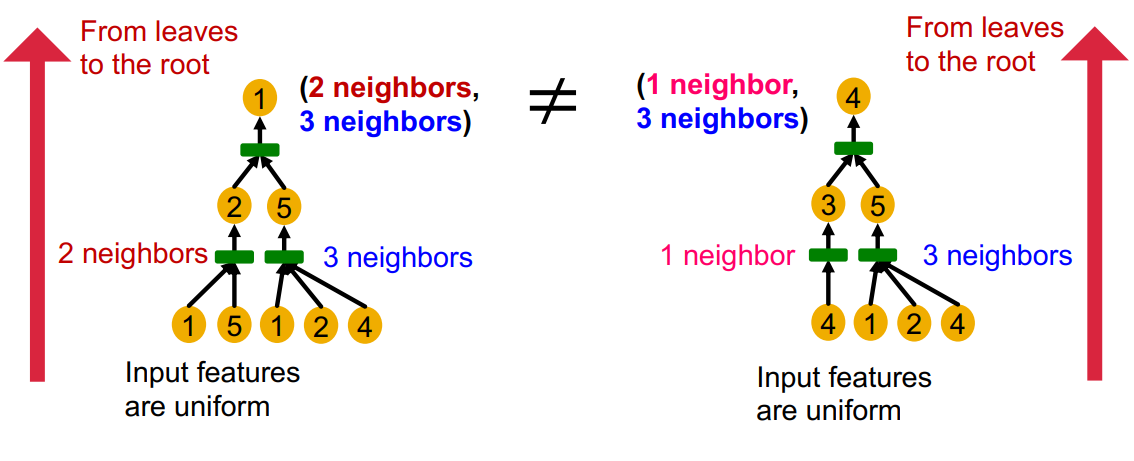 From leaves
to the root
1
(2 neighbors,
3 neighbors)
2 5
2 neighbors
3 neighbors
1 5 1 2 4
Input features
are uniform
≠
From leaves
to the root
(1 neighbor,
3 neighbors)
4
3 5
1 neighbor
3 neighbors
4 1 2 4
Input features
are uniform